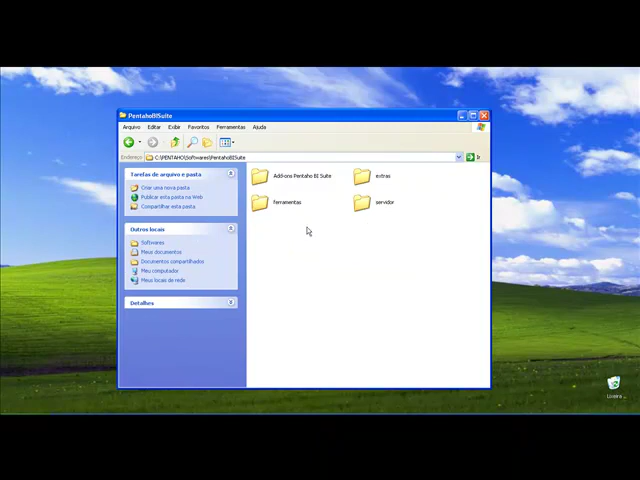 PentahoBISuite
Arquivo Editar Exibir Favoritos Ferramentas Ajuda
Endereço C:\PENTAHO\Softwares\PentahoBISuite Ir
Tarefas de arquivo e pasta
Criar uma nova pasta
Publicar esta pasta na Web
Compartilhar esta pasta
Outros locais
Softwares
Meus documentos
Documentos compartilhados
Meu computador
Meus locais de rede
Detalhes
Add-ons Pentaho BI Suite
extras
ferramentas
servidor
Lixeira ...